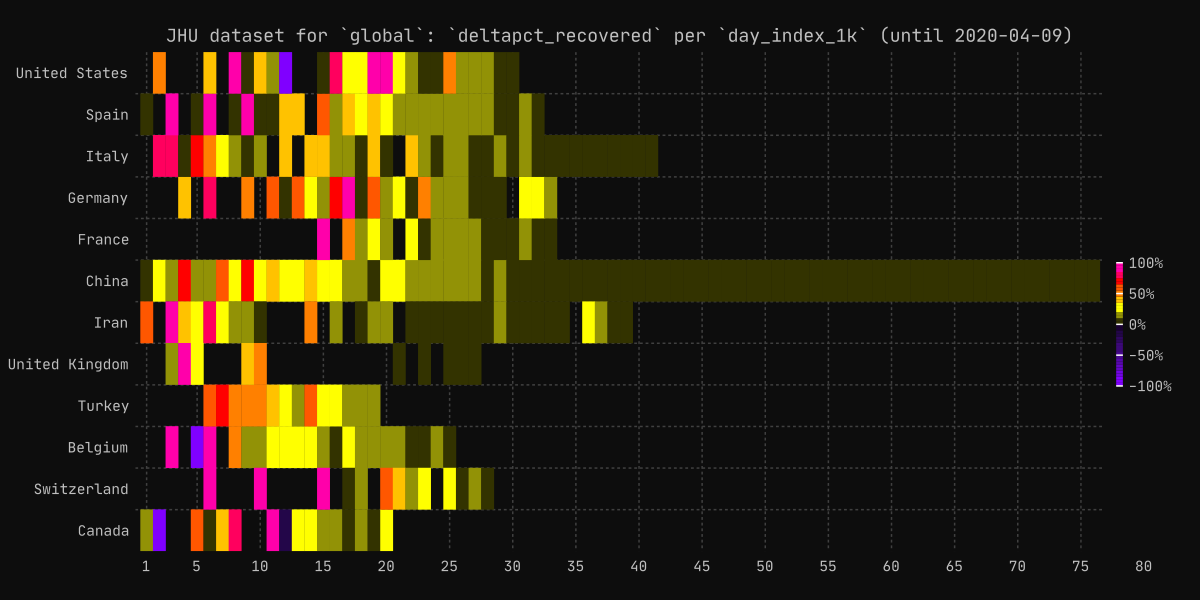 JHU dataset for `global`: `deltapct_recovered` per `day_index_1k` (until 2020-04-09)
United States
Spain
Italy
Germany
France
China
Iran
United Kingdom
Turkey
Belgium
Switzerland
Canada
100%
50%
0%
-50%
-100%
1 5 10 15 20 25 30 35 40 45 50 55 60 65 70 75 80